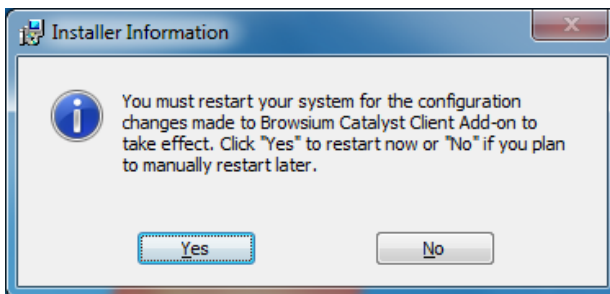 Installer Information
You must restart your system for the configuration
changes made to Browsium Catalyst Client Add-on to
take effect. Click "Yes" to restart now or "No" if you plan
to manually restart later.
Yes
No